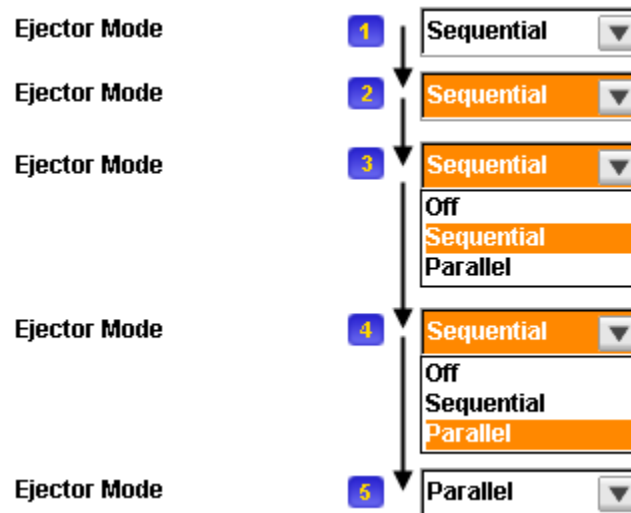 Ejector Mode 1 Sequential
Ejector Mode 2 Sequential
Ejector Mode 3 Sequential
Off
Sequential
Parallel
Ejector Mode 4 Sequential
Off
Sequential
Parallel
Ejector Mode 5 Parallel